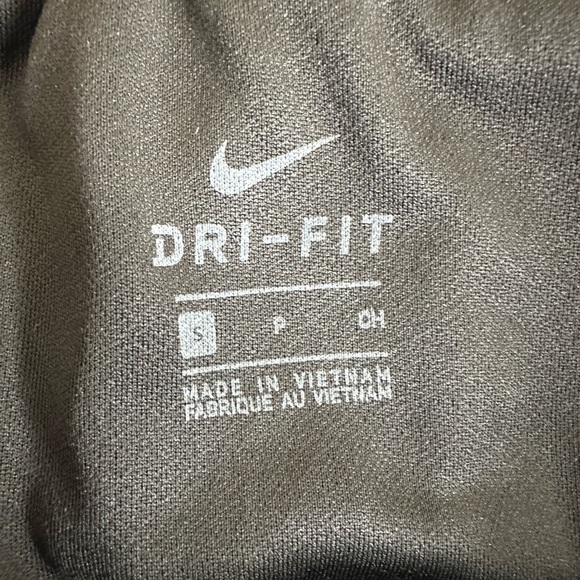 DRI-FIT
S P CH
MADE IN VIETNAM
FABRIQUE AU VIETNAM